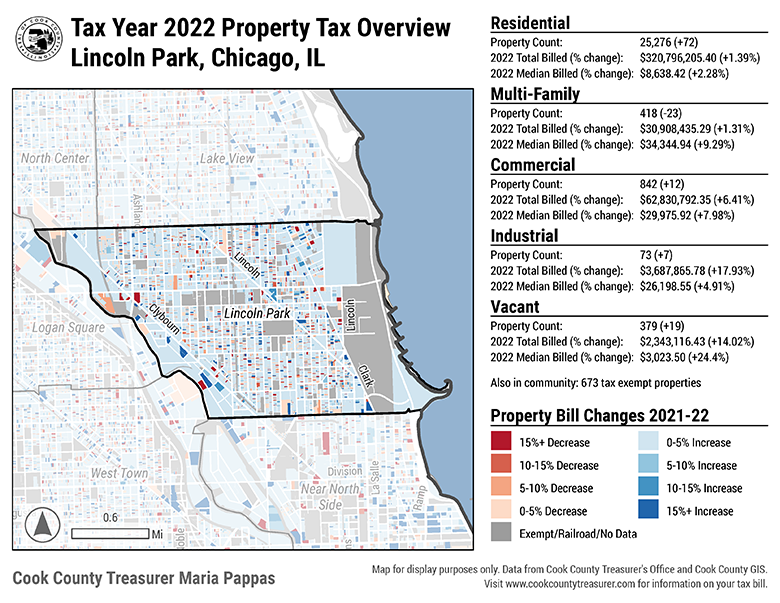 Tax Year 2022 Property Tax Overview
Lincoln Park, Chicago, IL
North Center
Lake View
Ashland
Lincoln
Logan Square
Clybourn
Lincoln Park
Lincoln
Clark
West Town
Division
Near North
Side
La Salle
Ramp
0.6
Mi
Cook County Treasurer Maria Pappas
Residential
Property Count: 25,276 (+72)
2022 Total Billed (% change): $320,796,205.40 (+1.39%)
2022 Median Billed (% change): $8,638.42 (+2.28%)
Multi-Family
Property Count: 418 (-23)
2022 Total Billed (% change): $30,908,435.29 (+1.31%)
2022 Median Billed (% change): $34,344.94 (+9.29%)
Commercial
Property Count: 842 (+12)
2022 Total Billed (% change): $62,830,792.35 (+6.41%)
2022 Median Billed (% change): $29,975.92 (+7.98%)
Industrial
Property Count: 73 (+7)
2022 Total Billed (% change): $3,687,865.78 (+17.93%)
2022 Median Billed (% change): $26,198.55 (+4.91%)
Vacant
Property Count: 379 (+19)
2022 Total Billed (% change): $2,343,116.43 (+14.02%)
2022 Median Billed (% change): $3,023.50 (+24.4%)
Also in community: 673 tax exempt properties
Property Bill Changes 2021-22
15%+ Decrease
0-5% Increase
10-15% Decrease
5-10% Increase
5-10% Decrease
10-15% Increase
0-5% Decrease
15%+ Increase
Exempt/Railroad/No Data
Map for display purposes only. Data from Cook County Treasurer's Office and Cook County GIS.
Visit www.cookcountytreasurer.com for information on your tax bill.